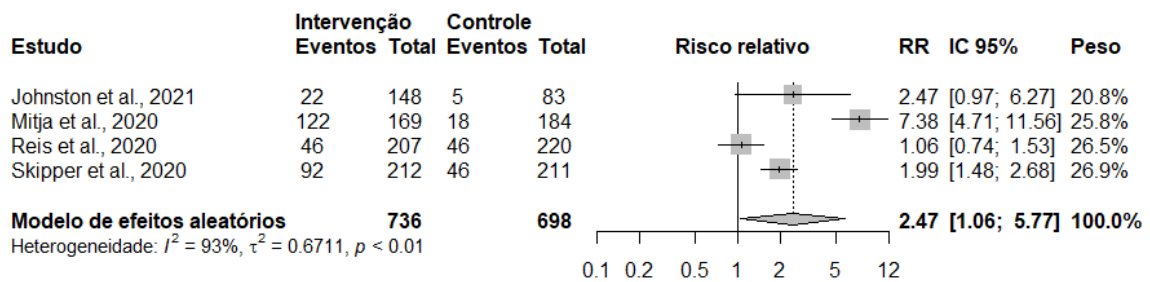 Intervenção Controle
Estudo Eventos Total Eventos Total Risco relativo RR IC 95% Peso
Johnston et al., 2021 22 148 5 83 2.47 [0.97; 6.27] 20.8%
Mitja et al., 2020 122 169 18 184 7.38 [4.71; 11.56] 25.8%
Reis et al., 2020 46 207 46 220 1.06 [0.74; 1.53] 26.5%
Skipper et al., 2020 92 212 46 211 1.99 [1.48; 2.68] 26.9%
Modelo de efeitos aleatórios 736 698 2.47 [1.06; 5.77] 100.0%
Heterogeneidade: I² = 93%, τ² = 0.6711, p < 0.01
0.1 0.2 0.5 1 2 5 12